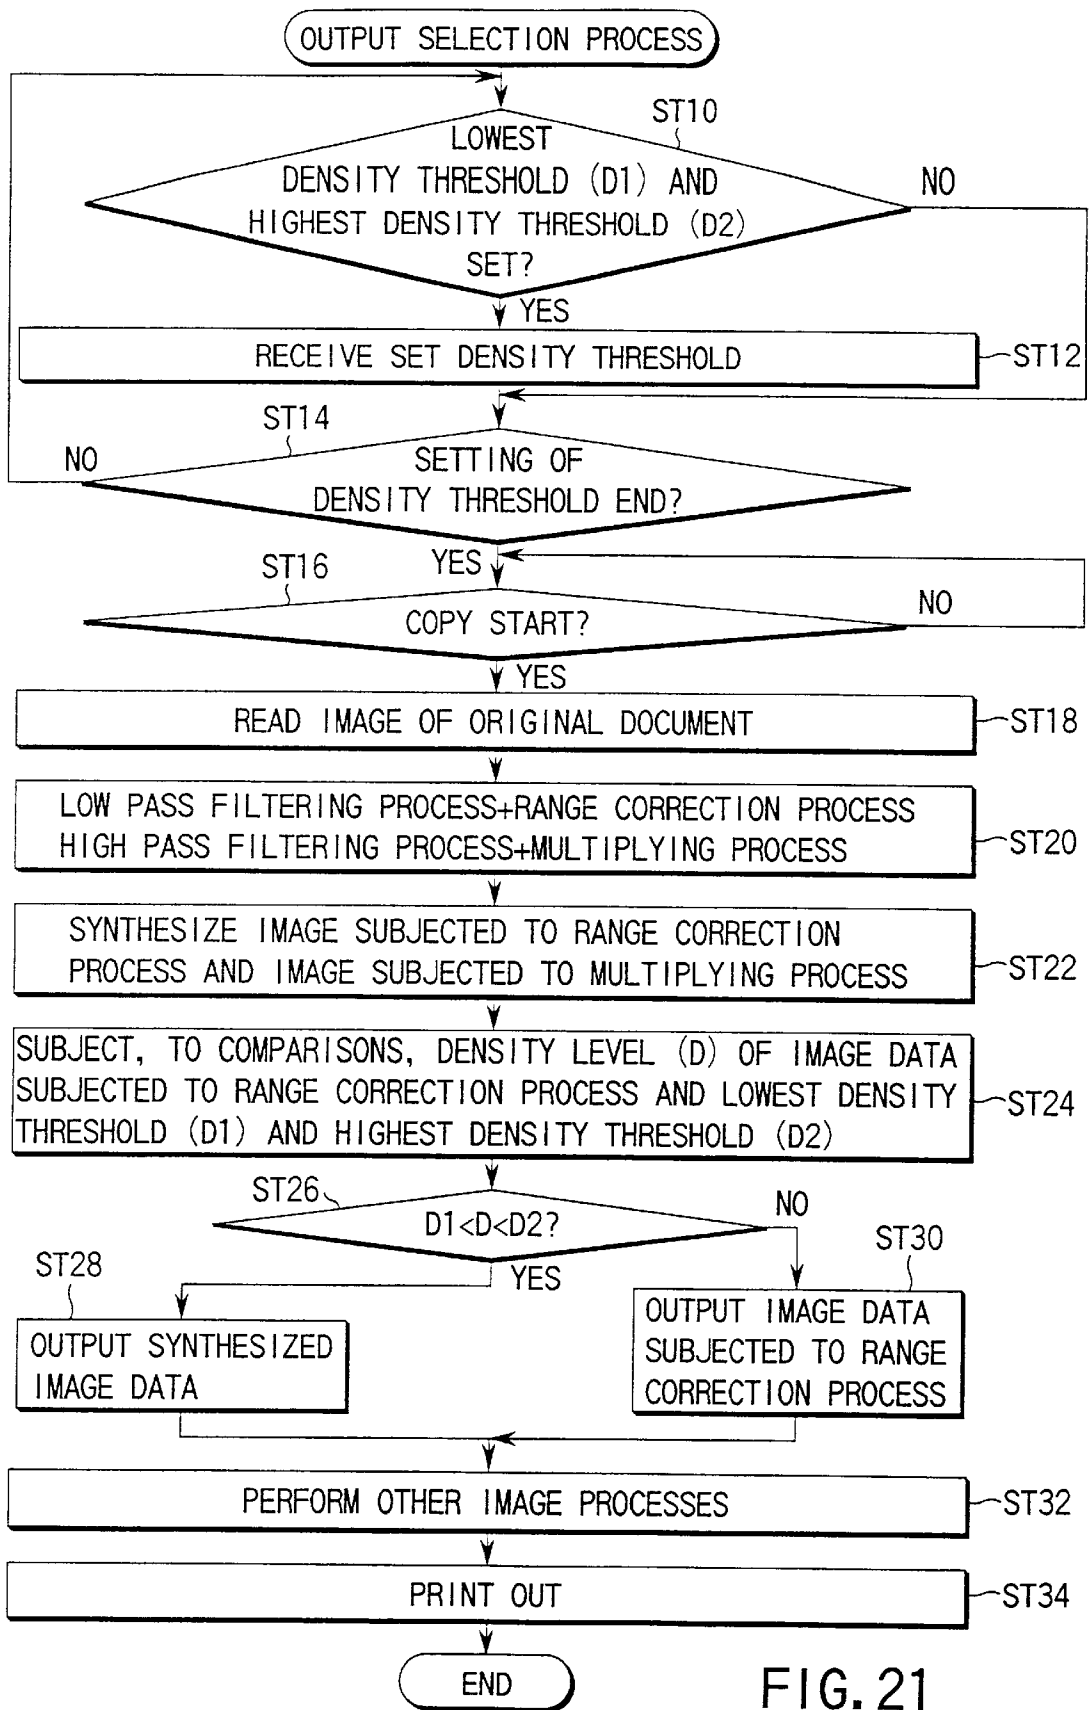 OUTPUT SELECTION PROCESS
ST10
LOWEST
DENSITY THRESHOLD (D1) AND
HIGHEST DENSITY THRESHOLD (D2)
SET?
NO
YES
RECEIVE SET DENSITY THRESHOLD
ST12
ST14
NO
SETTING OF
DENSITY THRESHOLD END?
YES
ST16
COPY START?
NO
YES
READ IMAGE OF ORIGINAL DOCUMENT
ST18
LOW PASS FILTERING PROCESS+RANGE CORRECTION PROCESS
HIGH PASS FILTERING PROCESS+MULTIPLYING PROCESS
ST20
SYNTHESIZE IMAGE SUBJECTED TO RANGE CORRECTION
PROCESS AND IMAGE SUBJECTED TO MULTIPLYING PROCESS
ST22
SUBJECT, TO COMPARISONS, DENSITY LEVEL (D) OF IMAGE DATA
SUBJECTED TO RANGE CORRECTION PROCESS AND LOWEST DENSITY
THRESHOLD (D1) AND HIGHEST DENSITY THRESHOLD (D2)
ST24
ST26
D1<D<D2?
NO
YES
ST28
OUTPUT SYNTHESIZED
IMAGE DATA
ST30
OUTPUT IMAGE DATA
SUBJECTED TO RANGE
CORRECTION PROCESS
PERFORM OTHER IMAGE PROCESSES
ST32
PRINT OUT
ST34
END
FIG. 21